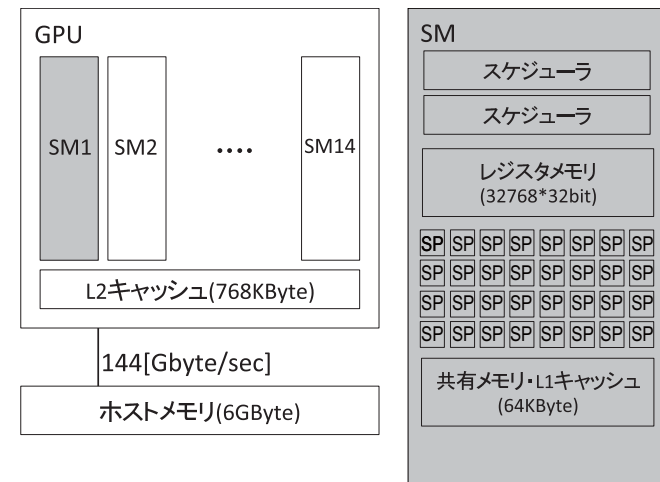 GPU
SM1 SM2 .... SM14
L2キャッシュ(768KByte)
144[Gbyte/sec]
ホストメモリ(6GByte)
SM
スケジューラ
スケジューラ
レジスタメモリ
(32768*32bit)
SP SP SP SP SP SP SP SP
SP SP SP SP SP SP SP SP
SP SP SP SP SP SP SP SP
SP SP SP SP SP SP SP SP
共有メモリ・L1キャッシュ
(64KByte)